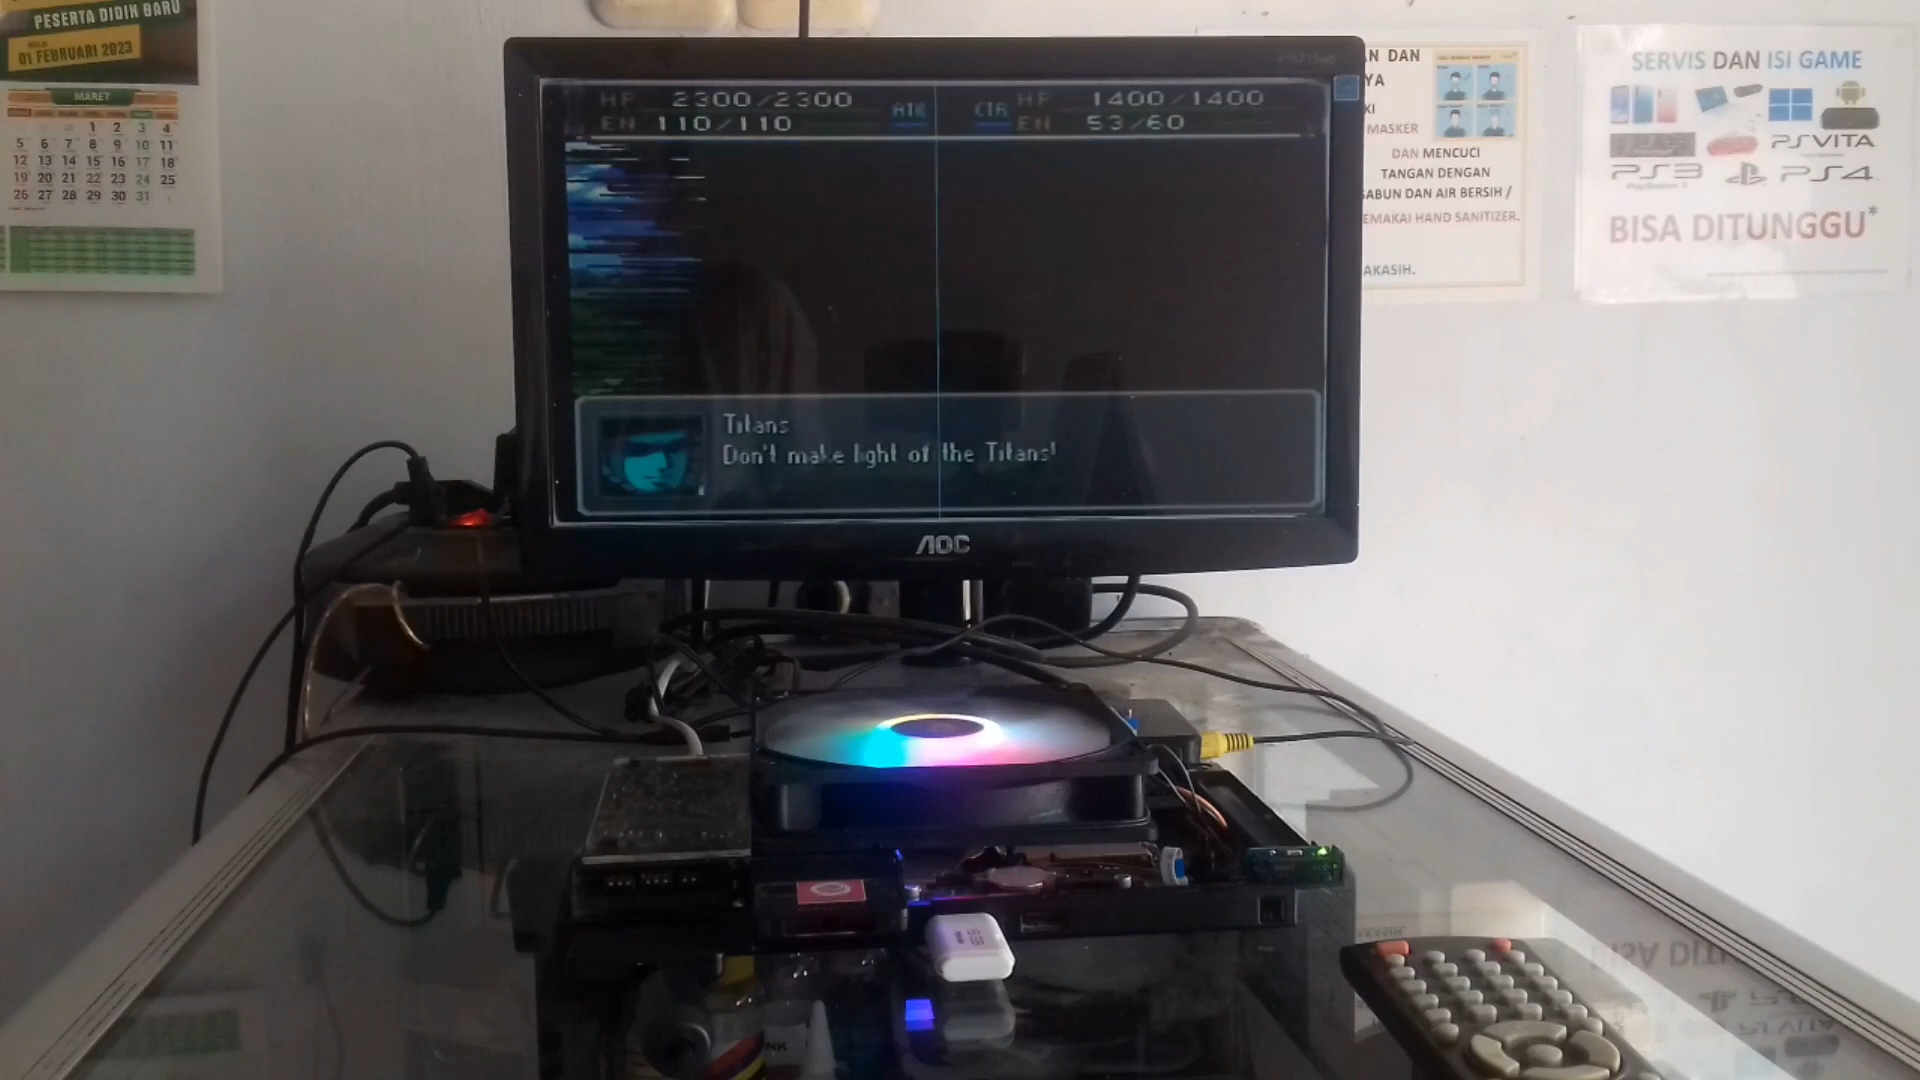 PESERTA DIDIK BARU
01 FEBRUARI 2023
MARET
1 2 3 4
5 6 7 8 9 10 11
12 13 14 15 16 17 18
19 20 21 22 23 24 25
26 27 28 29 30 31
HP 2300/2300
EN 110/110
ATK
CTR
HP 1400/1400
EN 53/60
Titans
Don't make light of the Titans!
AOC
N DAN
YA
KI
MASKER
DAN MENCUCI
TANGAN DENGAN
SABUN DAN AIR BERSIH /
EMAKAI HAND SANITIZER.
AKASIH.
SERVIS DAN ISI GAME
PSVITA
PS3
PS4
BISA DITUNGGU*